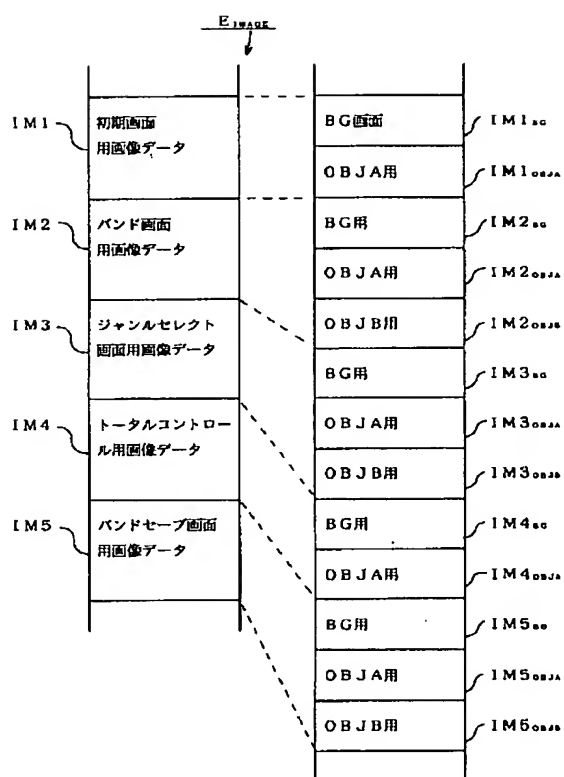 E IMAGE
IM1
初期画面
用画像データ
IM2
バンド画面
用画像データ
IM3
ジャンルセレクト
画面用画像データ
IM4
トータルコントロー
ル用画像データ
IM5
バンドセーブ画面
用画像データ
BG画面
IM1BG
OBJA用
IM1OBJA
BG用
IM2BG
OBJA用
IM2OBJA
OBJB用
IM2OBJB
BG用
IM3BG
OBJA用
IM3OBJA
OBJB用
IM3OBJB
BG用
IM4BG
OBJA用
IM4OBJA
BG用
IM5BG
OBJA用
IM5OBJA
OBJB用
IM5OBJB